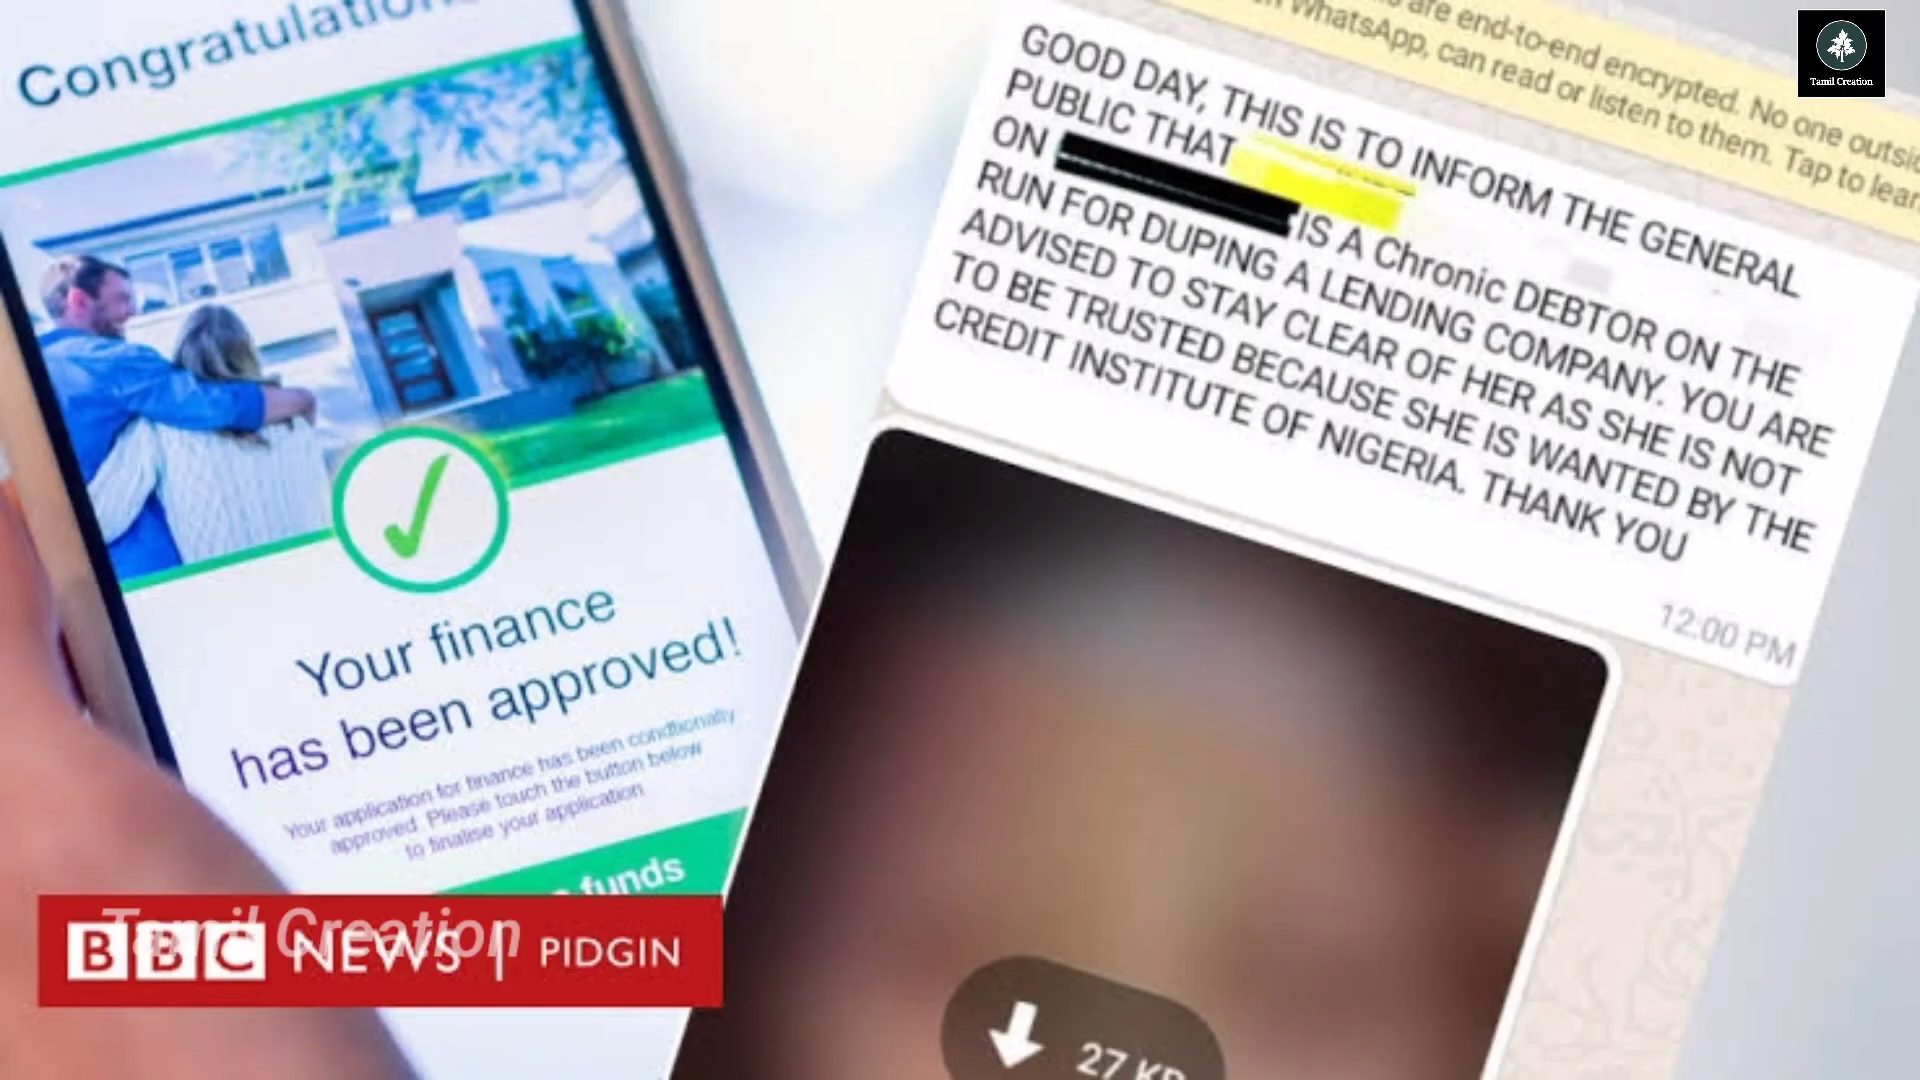 Congratulation
Your finance
has been approved!
Your application for finance has been conditionally
approved. Please touch the button below
to finalise your application
funds
are end-to-end encrypted. No one outside
WhatsApp, can read or listen to them. Tap to learn
GOOD DAY, THIS IS TO INFORM THE GENERAL
PUBLIC THAT
ON IS A Chronic DEBTOR ON THE
RUN FOR DUPING A LENDING COMPANY. YOU ARE
ADVISED TO STAY CLEAR OF HER AS SHE IS NOT
TO BE TRUSTED BECAUSE SHE IS WANTED BY THE
CREDIT INSTITUTE OF NIGERIA. THANK YOU
12:00 PM
27 KB
Tamil Creation
BBC NEWS | PIDGIN
Tamil Creation